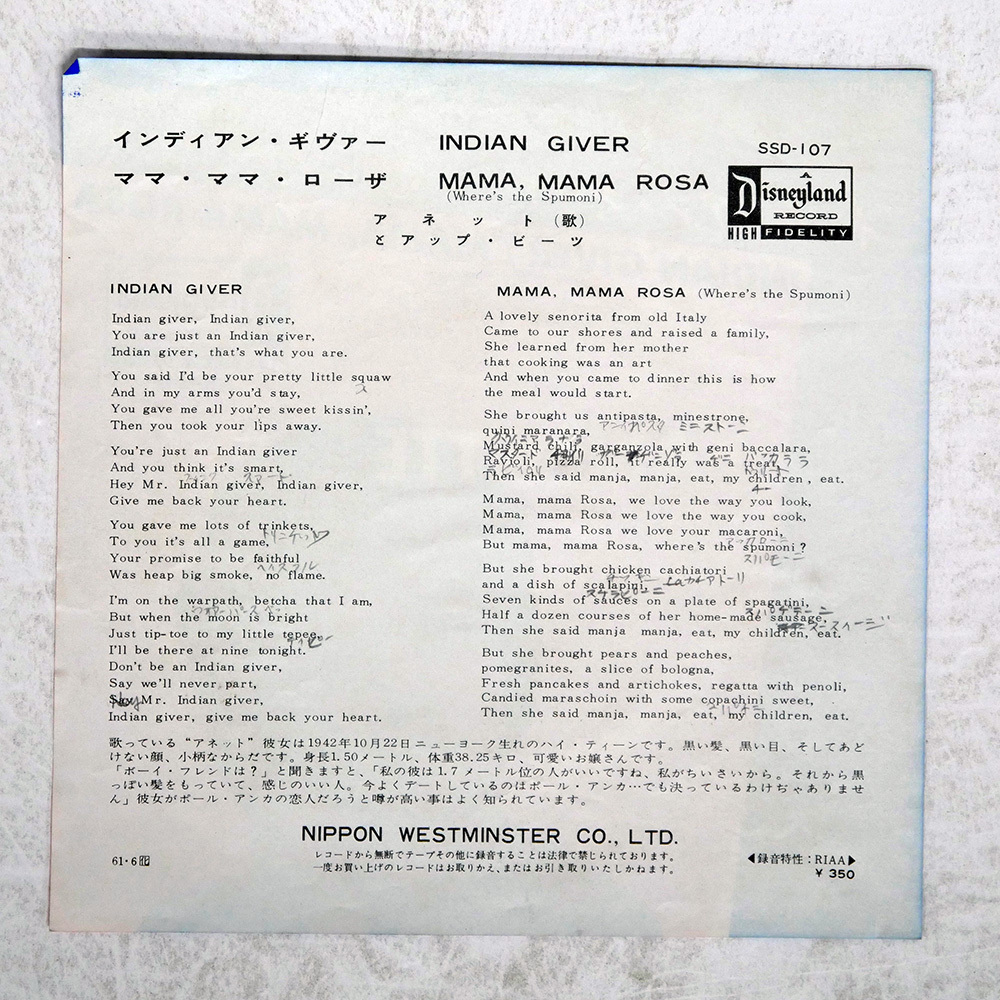 インディアン・ギヴァー INDIAN GIVER SSD-107
ママ・ママ・ローザ MAMA, MAMA ROSA
(Where's the Spumoni)
Disneyland
RECORD
HIGH FIDELITY
アネット(歌)
とアップ・ビーツ
INDIAN GIVER
Indian giver, Indian giver,
You are just an Indian giver,
Indian giver, that's what you are.
You said I'd be your pretty little squaw
And in my arms you'd stay,
You gave me all you're sweet kissin',
Then you took your lips away.
You're just an Indian giver
And you think it's smart,
Hey Mr. Indian giver, Indian giver,
Give me back your heart.
You gave me lots of trinkets,
To you it's all a game,
Your promise to be faithful
Was heap big smoke, no flame.
I'm on the warpath, betcha that I am,
But when the moon is bright
Just tip-toe to my little tepee,
I'll be there at nine tonight.
Don't be an Indian giver,
Say we'll never part,
Hey Mr. Indian giver,
Indian giver, give me back your heart.
MAMA, MAMA ROSA (Where's the Spumoni)
A lovely senorita from old Italy
Came to our shores and raised a family,
She learned from her mother
that cooking was an art
And when you came to dinner this is how
the meal would start.
She brought us antipasta, minestrone,
quini maranara,
アンティパスタ ミニストローニ
Mustard chili, garganzola with geni baccalara,
Ravioli, pizza roll, it really was a treat,
Then she said manja, manja, eat, my children, eat.
Mama, mama Rosa, we love the way you look,
Mama, mama Rosa we love the way you cook,
Mama, mama Rosa we love your macaroni,
But mama, mama Rosa, where's the spumoni?
スパモーニ
But she brought chicken cachiatori
and a dish of scalapini,
Seven kinds of sauces on a plate of spagatini,
Half a dozen courses of her home-made sausage,
Then she said manja manja, eat, my children, eat.
But she brought pears and peaches,
pomegranites, a slice of bologna,
Fresh pancakes and artichokes, regatta with penoli,
Candied maraschoin with some copachini sweet,
Then she said manja, manja, eat, my children, eat.
歌っている“アネット”彼女は1942年10月22日ニューヨーク生れのハイ・ティーンです。黒い髪、黒い目、そしてあど
けない顔、小柄なからだです。身長1.50メートル、体重38.25キロ、可愛いお嬢さんです。
「ボーイ・フレンドは?」と聞きますと、「私の彼は1.7メートル位の人がいいですね、私がちいさいから。それから黒
っぽい髪をもっていて、感じのいい人。今よくデートしているのはポール・アンカ…でも決っているわけぢゃありませ
ん」彼女がポール・アンカの恋人だろうと噂が高い事はよく知られています。
NIPPON WESTMINSTER CO., LTD.
61・6
レコードから無断でテープその他に録音することは法律で禁じられております。
一度お買い上げのレコードはお取りかえ、またはお引き取りいたしかねます。
◀録音特性：RIAA▶
¥ 350